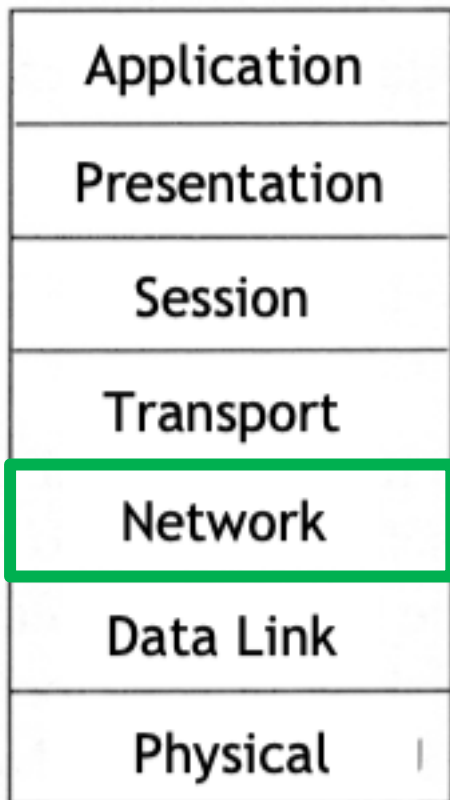 Application
Presentation
Session
Transport
Network
Data Link
Physical